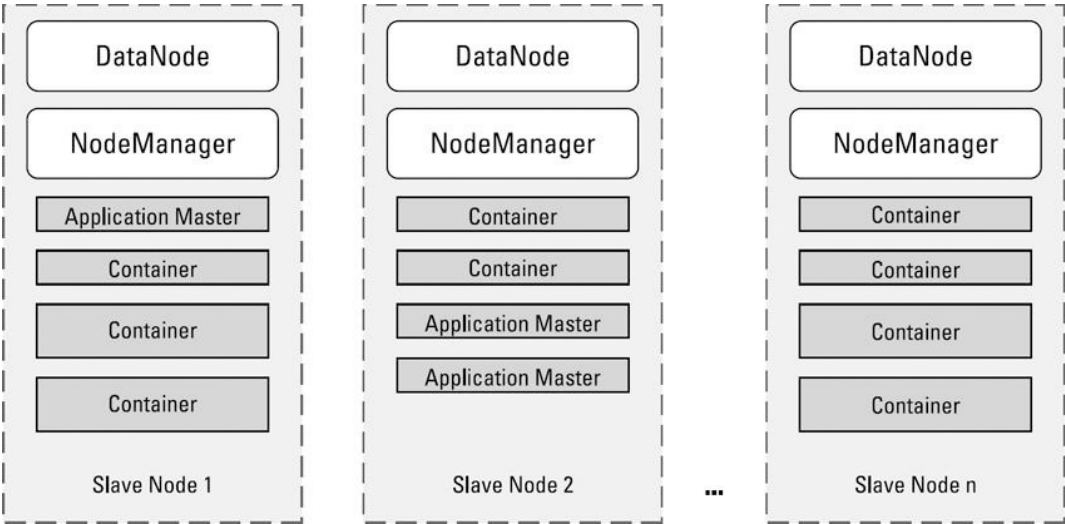 DataNode
NodeManager
Application Master
Container
Container
Container
Slave Node 1
DataNode
NodeManager
Container
Container
Application Master
Application Master
Slave Node 2
...
DataNode
NodeManager
Container
Container
Container
Container
Slave Node n